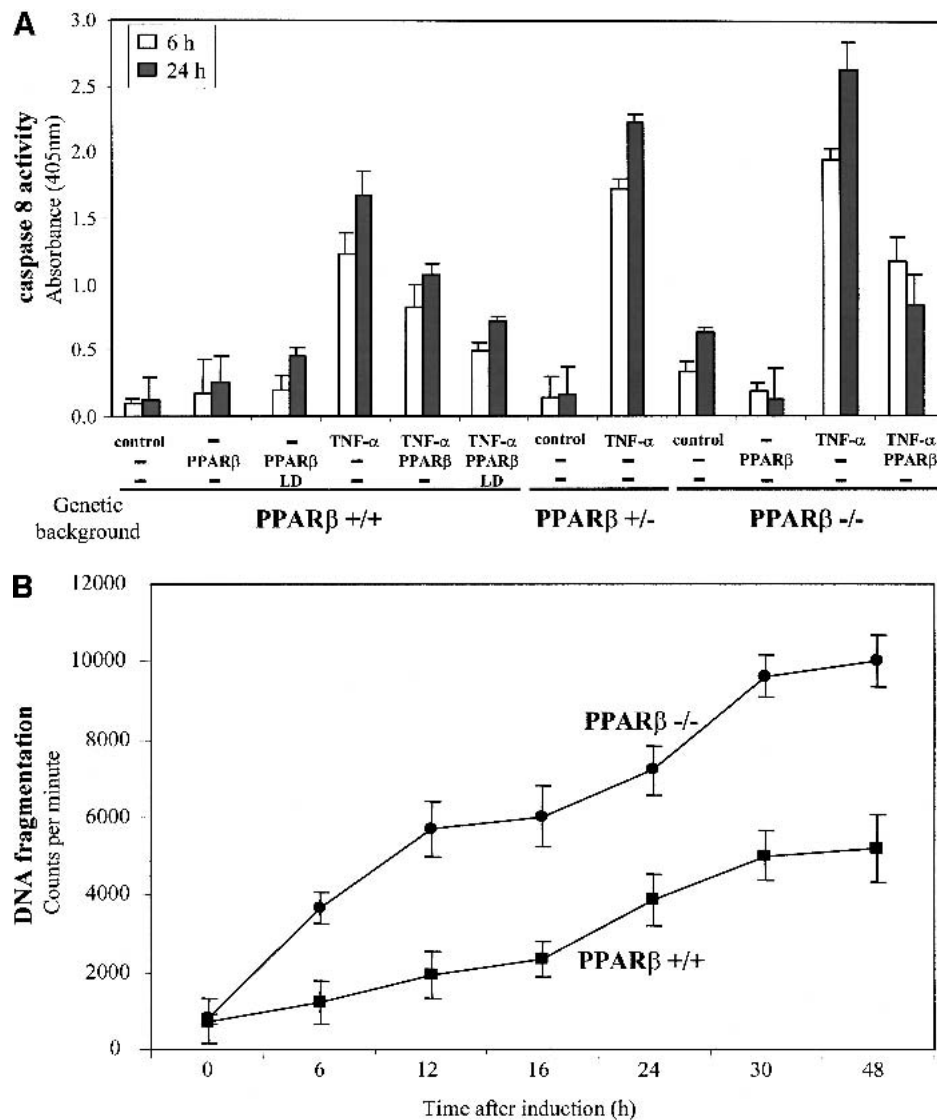 A
3.0
6 h
24 h
2.5
2.0
1.5
1.0
0.5
0.0
caspase 8 activity
Absorbance (405nm)
control – – TNF-α TNF-α TNF-α control TNF-α control – TNF-α TNF-α
– PPARβ PPARβ – PPARβ PPARβ – – – PPARβ – PPARβ
– – LD – – LD – – – – – –
Genetic background
PPARβ +/+ PPARβ +/- PPARβ -/-
B
12000
10000
8000
6000
4000
2000
0
DNA fragmentation
Counts per minute
PPARβ -/-
PPARβ +/+
0 6 12 16 24 30 48
Time after induction (h)